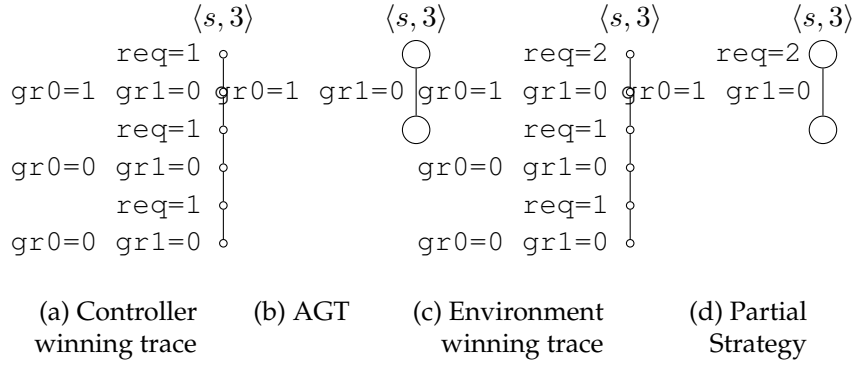 ⟨s, 3⟩ ⟨s, 3⟩ ⟨s, 3⟩ ⟨s, 3⟩
req=1 req=2 req=2
gr0=1 gr1=0 gr0=1 gr1=0 gr0=1 gr1=0 gr0=1 gr1=0
req=1 req=1
gr0=0 gr1=0 gr0=0 gr1=0
req=1 req=1
gr0=0 gr1=0 gr0=0 gr1=0
(a) Controller winning trace
(b) AGT
(c) Environment winning trace
(d) Partial Strategy